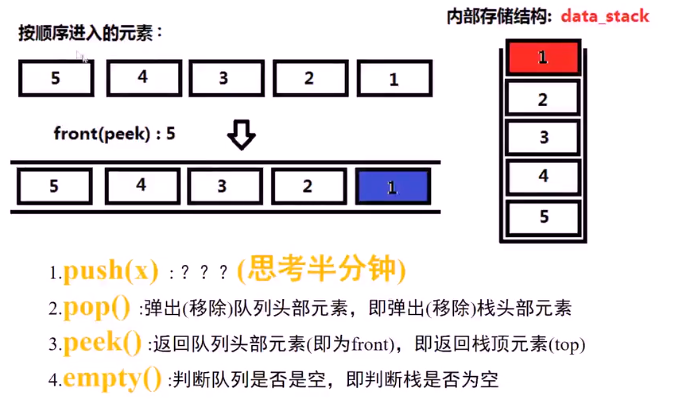 按顺序进入的元素：
5 4 3 2 1
front(peek) : 5
5 4 3 2 1
内部存储结构: data_stack
1
2
3
4
5
1.push(x) : ? ? ? (思考半分钟)
2.pop() :弹出(移除)队列头部元素，即弹出(移除)栈头部元素
3.peek() :返回队列头部元素(即为front)，即返回栈顶元素(top)
4.empty() :判断队列是否是空，即判断栈是否为空